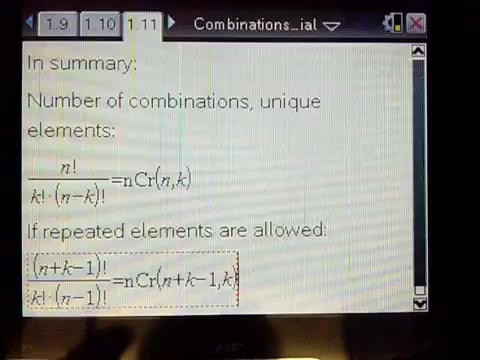 1.9 1.10 1.11 Combinations...ial
In summary:
Number of combinations, unique
elements:
n!/(k!·(n−k)!)=nCr(n,k)
If repeated elements are allowed:
(n+k−1)!/(k!·(n−1)!)=nCr(n+k−1,k)